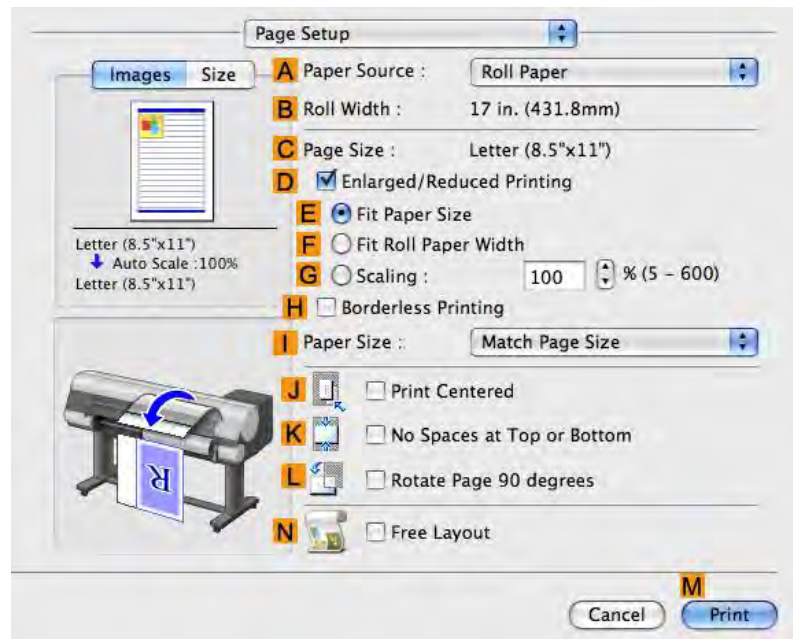 Page Setup
Images Size
A Paper Source : Roll Paper
B Roll Width : 17 in. (431.8mm)
C Page Size : Letter (8.5"x11")
D Enlarged/Reduced Printing
E Fit Paper Size
F Fit Roll Paper Width
G Scaling : 100 % (5 - 600)
H Borderless Printing
Letter (8.5"x11")
Auto Scale :100%
Letter (8.5"x11")
I Paper Size : Match Page Size
J Print Centered
K No Spaces at Top or Bottom
L Rotate Page 90 degrees
R
N Free Layout
M
Cancel Print